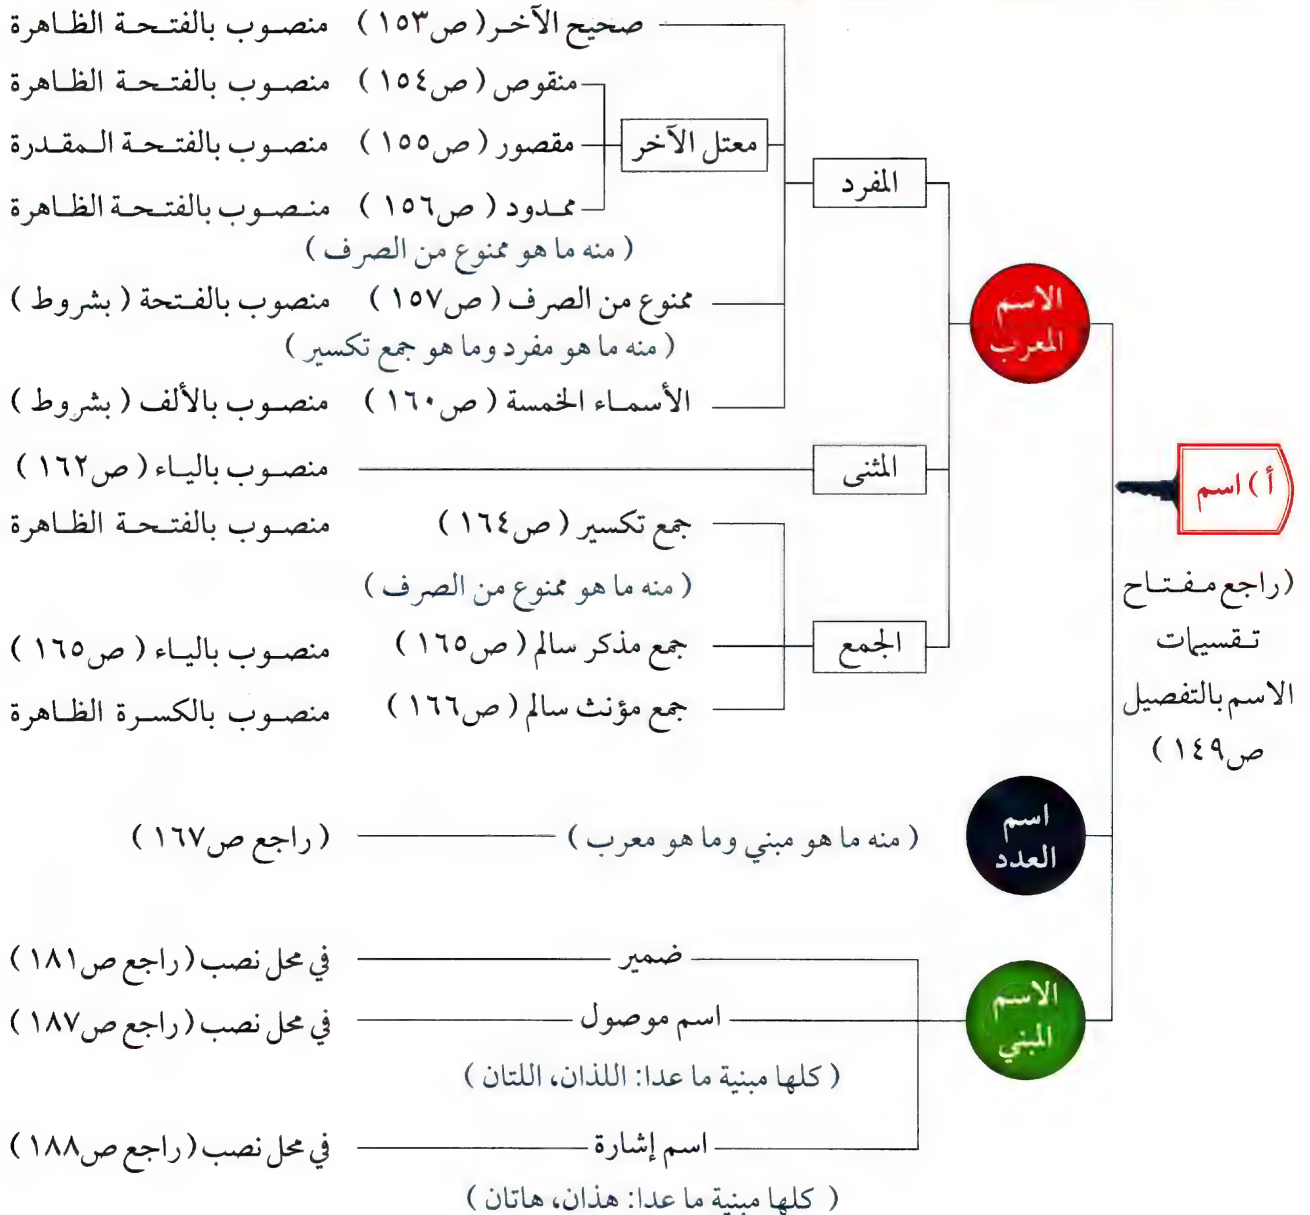 صحيح الآخر (ص١٥٣) منصوب بالفتحة الظاهرة
منقوص (ص١٥٤) منصوب بالفتحة الظاهرة
معتل الآخر
مقصور (ص١٥٥) منصوب بالفتحة المقدرة
المفرد
ممدود (ص١٥٦) منصوب بالفتحة الظاهرة
(منه ما هو ممنوع من الصرف)
ممنوع من الصرف (ص١٥٧) منصوب بالفتحة (بشروط)
(منه ما هو مفرد وما هو جمع تكسير)
الاسم
المعرب
الأسماء الخمسة (ص١٦٠) منصوب بالألف (بشروط)
المثنى منصوب بالياء (ص١٦٢)
أ) اسم
جمع تكسير (ص١٦٤) منصوب بالفتحة الظاهرة
(منه ما هو ممنوع من الصرف)
(راجع مفتاح
تقسيمات
الاسم بالتفصيل
ص١٤٩)
الجمع
جمع مذكر سالم (ص١٦٥) منصوب بالياء (ص١٦٥)
جمع مؤنث سالم (ص١٦٦) منصوب بالكسرة الظاهرة
اسم
العدد
(منه ما هو مبني وما هو معرب) (راجع ص١٦٧)
الاسم
المبني
ضمير في محل نصب (راجع ص١٨١)
اسم موصول في محل نصب (راجع ص١٨٧)
(كلها مبنية ما عدا: اللذان، اللتان)
اسم إشارة في محل نصب (راجع ص١٨٨)
(كلها مبنية ما عدا: هذان، هاتان)